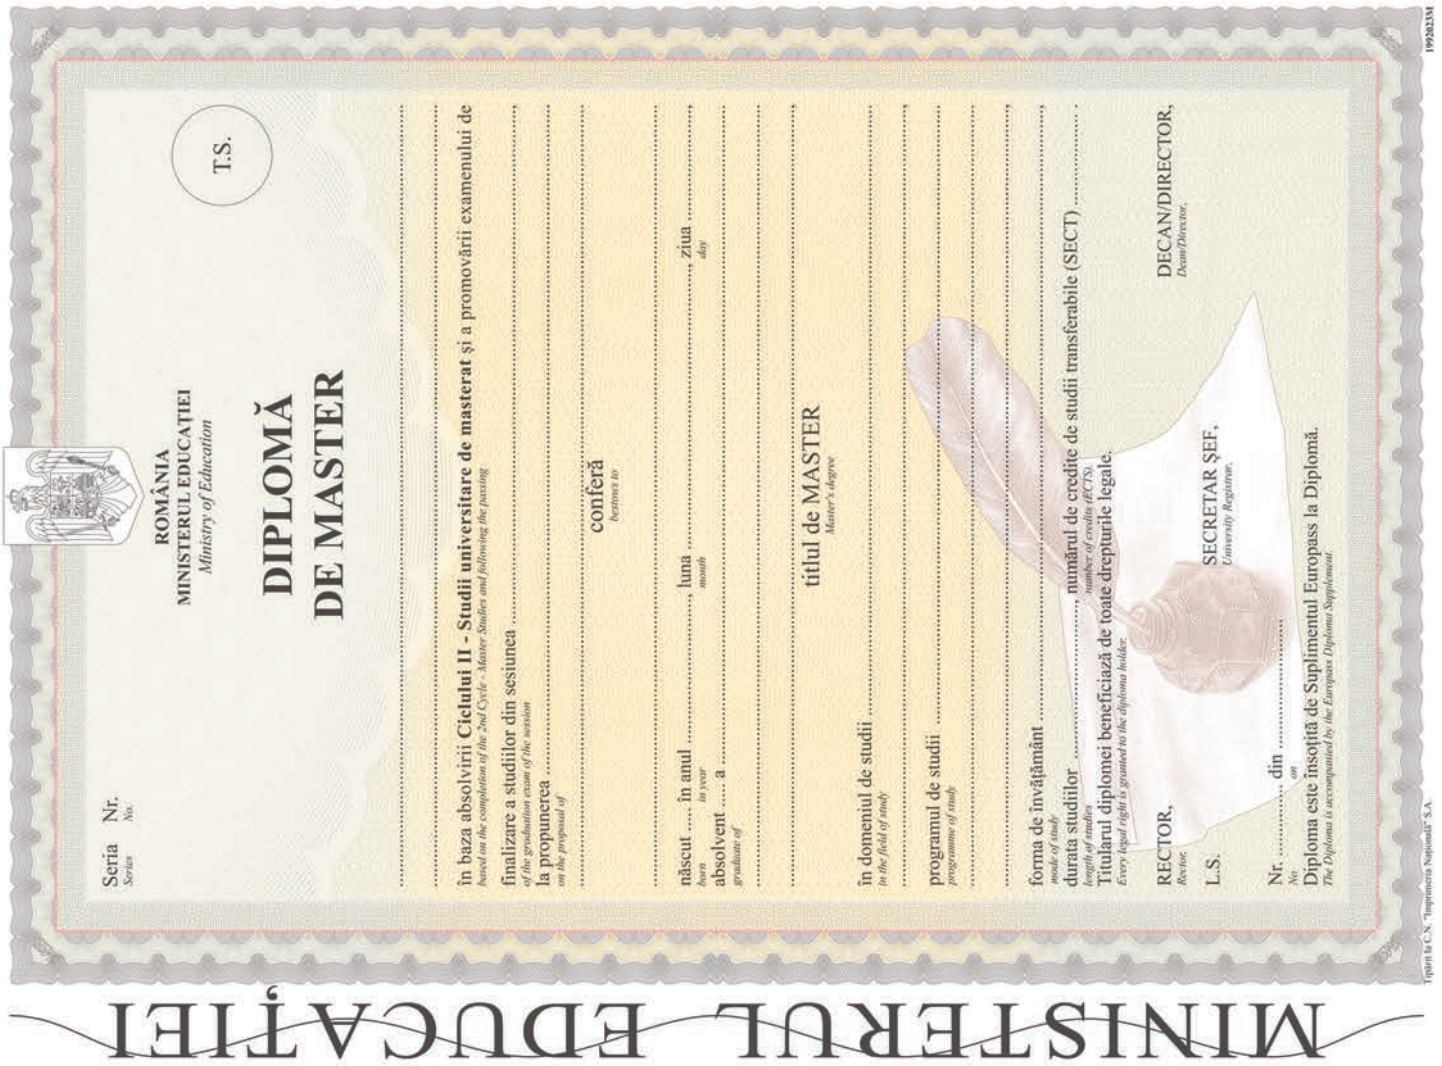 ROMÂNIA
MINISTERUL EDUCAȚIEI
Ministry of Education
Seria Nr.
Series No.
T.S.
DIPLOMĂ
DE MASTER
în baza absolvirii Ciclului II - Studii universitare de masterat și a promovării examenului de
based on the completion of the 2nd Cycle - Master Studies and following the passing
finalizare a studiilor din sesiunea
of the graduation exam of the session
la propunerea
on the proposal of
conferă
bestows to
născut ..... în anul ..............., luna ..............., ziua ...............,
born in year month day
absolvent ..... a
graduate of
titlul de MASTER
Master's degree
în domeniul de studii
in the field of study
programul de studii
programme of study
forma de învățământ
mode of study
durata studiilor ..............., numărul de credite de studii transferabile (SECT) ...............
length of studies number of credits (ECTS).
Titularul diplomei beneficiază de toate drepturile legale.
Every legal right is granted to the diploma holder.
RECTOR, DECAN/DIRECTOR,
Rector, Dean/Director,
L.S. SECRETAR ȘEF,
University Registrar,
Nr. ............... din ...............
No on
Diploma este însoțită de Suplimentul Europass la Diplomă.
The Diploma is accompanied by the Europass Diploma Supplement.
Tipărit la C.N. "Imprimeria Națională" S.A.
1992023M
MINISTERUL EDUCAȚIEI